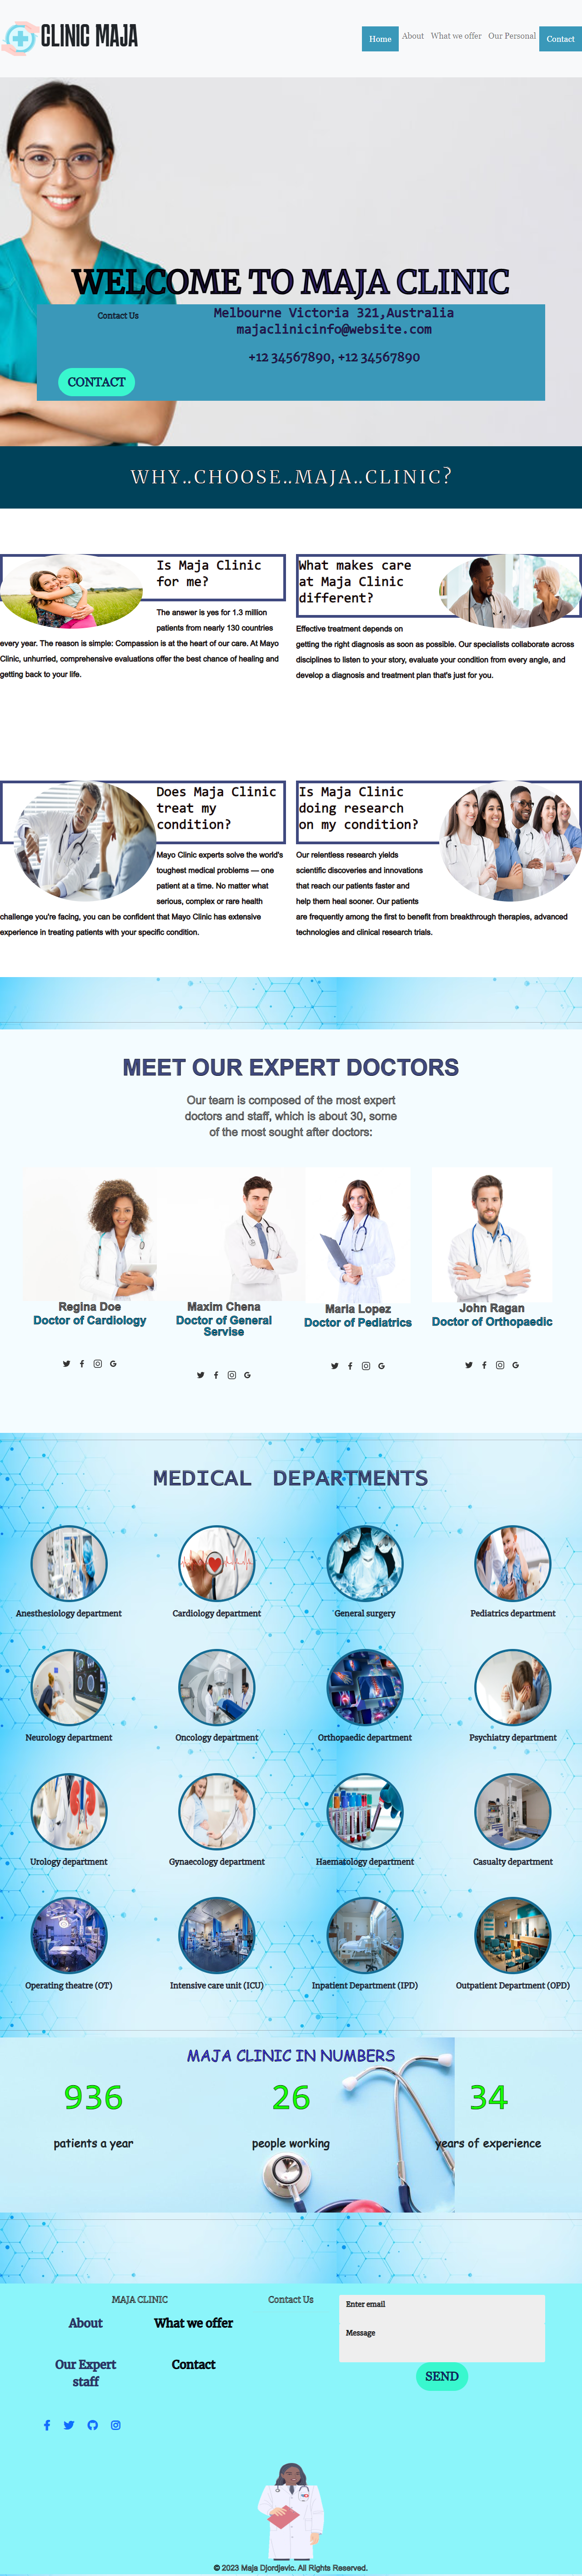 CLINIC MAJA
Home About What we offer Our Personal Contact
WELCOME TO MAJA CLINIC
Contact Us
CONTACT
Melbourne Victoria 321,Australia
majaclinicinfo@website.com
+12 34567890, +12 34567890
WHY..CHOOSE..MAJA..CLINIC?
Is Maja Clinic
for me?
The answer is yes for 1.3 million
patients from nearly 130 countries
every year. The reason is simple: Compassion is at the heart of our care. At Mayo
Clinic, unhurried, comprehensive evaluations offer the best chance of healing and
getting back to your life.
What makes care
at Maja Clinic
different?
Effective treatment depends on
getting the right diagnosis as soon as possible. Our specialists collaborate across
disciplines to listen to your story, evaluate your condition from every angle, and
develop a diagnosis and treatment plan that's just for you.
Does Maja Clinic
treat my
condition?
Mayo Clinic experts solve the world's
toughest medical problems — one
patient at a time. No matter what
serious, complex or rare health
challenge you're facing, you can be confident that Mayo Clinic has extensive
experience in treating patients with your specific condition.
Is Maja Clinic
doing research
on my condition?
Our relentless research yields
scientific discoveries and innovations
that reach our patients faster and
help them heal sooner. Our patients
are frequently among the first to benefit from breakthrough therapies, advanced
technologies and clinical research trials.
MEET OUR EXPERT DOCTORS
Our team is composed of the most expert
doctors and staff, which is about 30, some
of the most sought after doctors:
Regina Doe
Doctor of Cardiology
Maxim Chena
Doctor of General
Servise
Maria Lopez
Doctor of Pediatrics
John Ragan
Doctor of Orthopaedic
MEDICAL DEPARTMENTS
Anesthesiology department
Cardiology department
General surgery
Pediatrics department
Neurology department
Oncology department
Orthopaedic department
Psychiatry department
Urology department
Gynaecology department
Haematology department
Casualty department
Operating theatre (OT)
Intensive care unit (ICU)
Inpatient Department (IPD)
Outpatient Department (OPD)
MAJA CLINIC IN NUMBERS
936
patients a year
26
people working
34
years of experience
MAJA CLINIC
About
What we offer
Our Expert
staff
Contact
Contact Us
Enter email
Message
SEND
© 2023 Maja Djordjevic. All Rights Reserved.